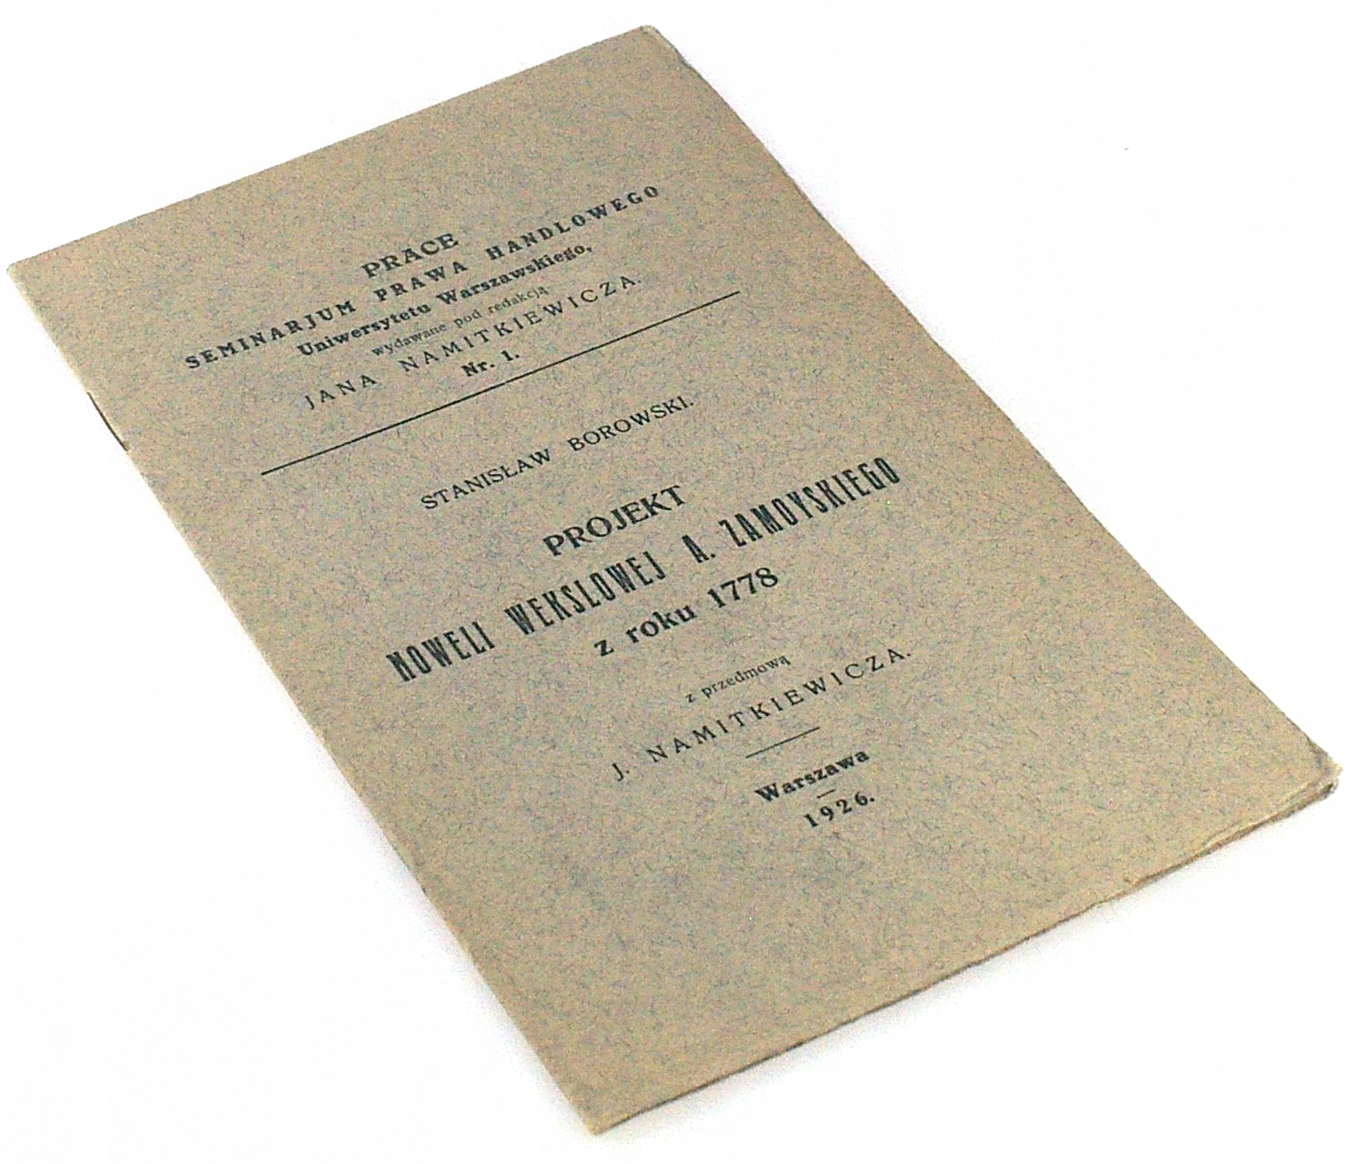 PRACE
SEMINARJUM PRAWA HANDLOWEGO
Uniwersytetu Warszawskiego,
wydawane pod redakcją
JANA NAMITKIEWICZA.
Nr. 1.
STANISŁAW BOROWSKI.
PROJEKT
NOWELI WEKSLOWEJ A. ZAMOYSKIEGO
z roku 1778
z przedmową
J. NAMITKIEWICZA.
Warszawa
1926.